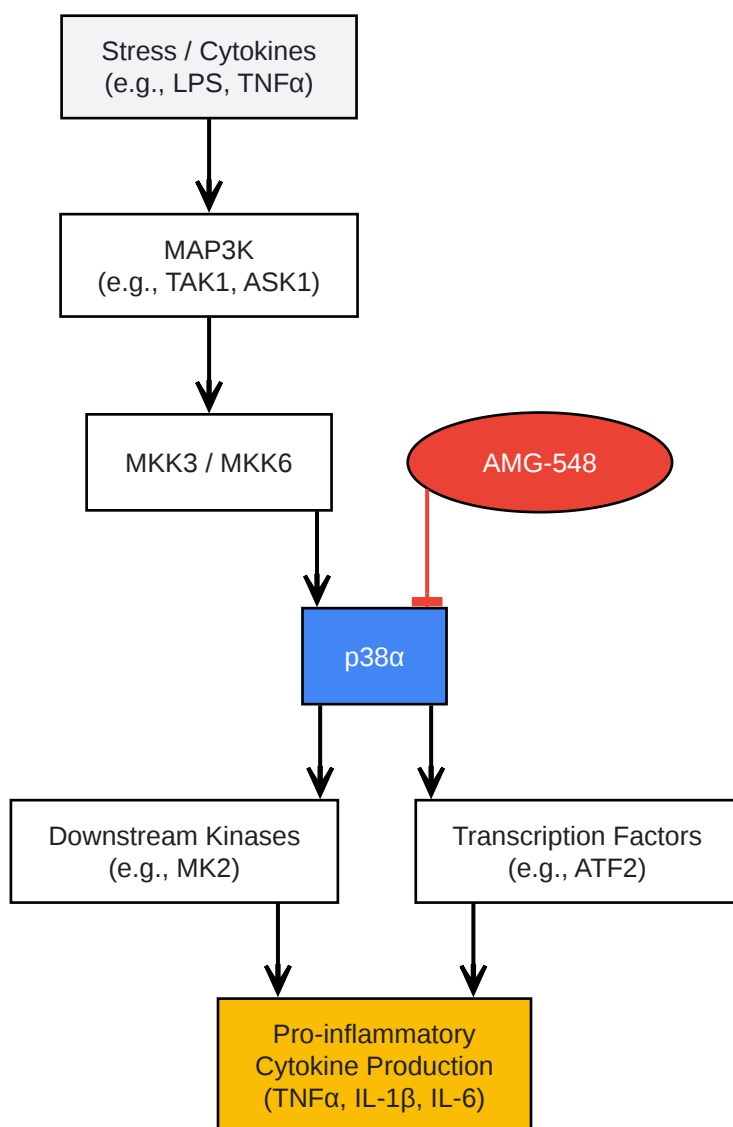 Stress / Cytokines
(e.g., LPS, TNFα)
MAP3K
(e.g., TAK1, ASK1)
MKK3 / MKK6
AMG-548
p38α
Downstream Kinases
(e.g., MK2)
Transcription Factors
(e.g., ATF2)
Pro-inflammatory
Cytokine Production
(TNFα, IL-1β, IL-6)